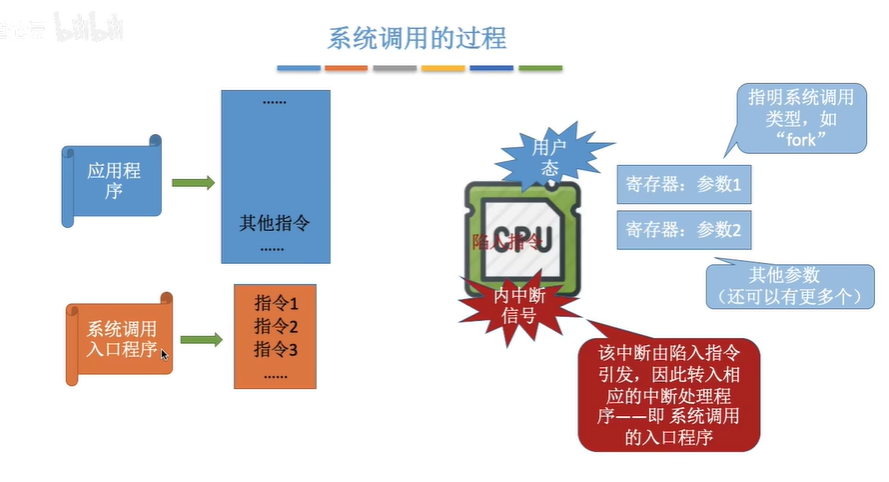 bilibili
系统调用的过程
应用程
序
……
其他指令
……
系统调用
入口程序
指令1
指令2
指令3
……
用户
态
CPU
陷入指令
内中断
信号
指明系统调用
类型，如
“fork”
寄存器：参数1
寄存器：参数2
其他参数
（还可以有更多个）
该中断由陷入指令
引发，因此转入相
应的中断处理程
序——即 系统调用
的入口程序